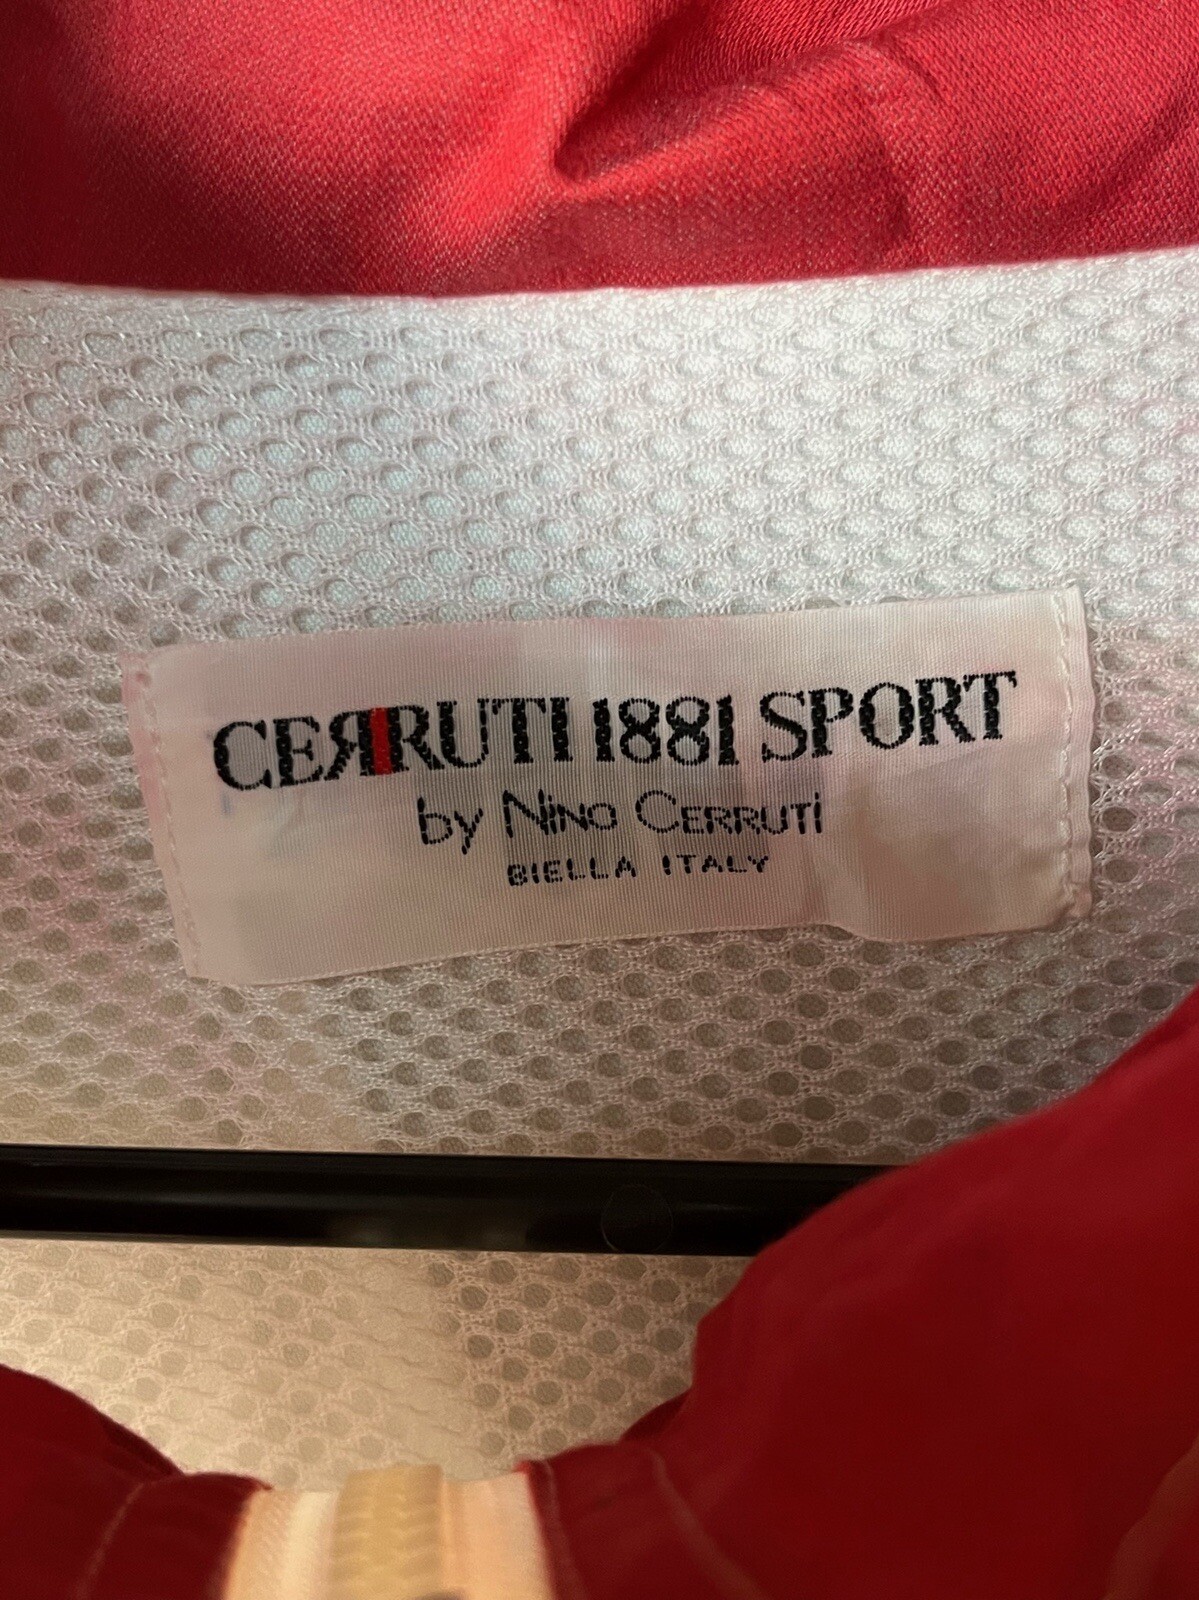 CERRUTI 1881 SPORT
by Nino CERRUTI
BIELLA ITALY